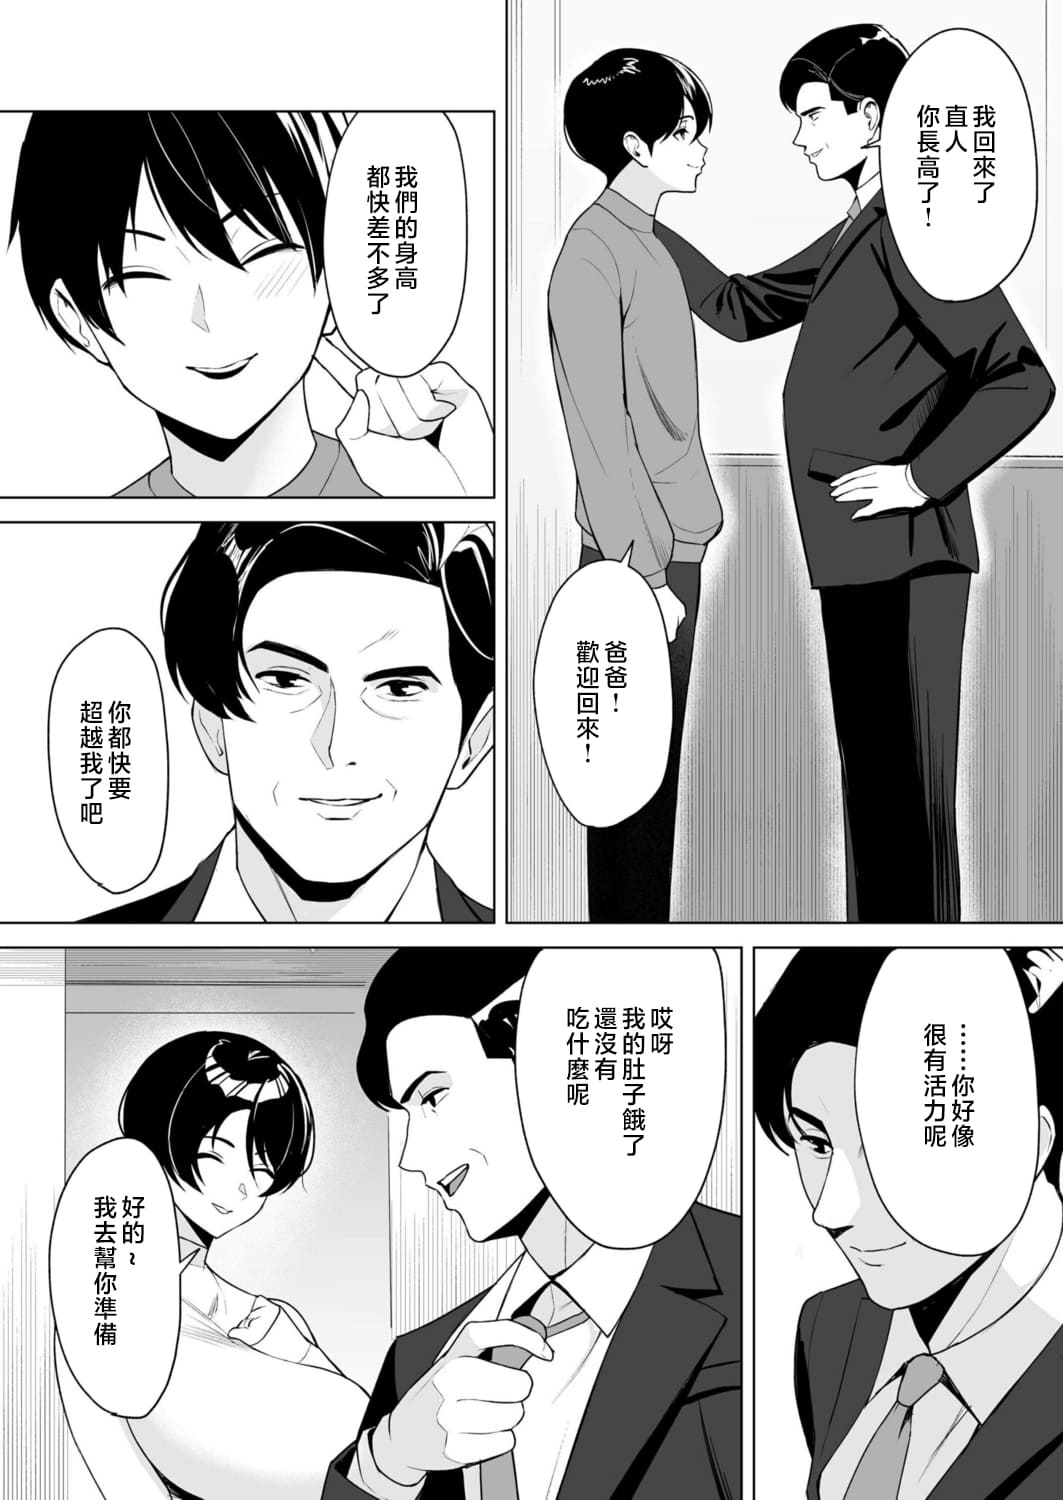 我回來了
直人
你長高了！
爸爸！
歡迎回來！
我們的身高
都快差不多了
你都快要
超越我了吧
……你好像
很有活力呢
哎呀
我的肚子餓了
還沒有
吃什麼呢
好的~
我去幫你準備